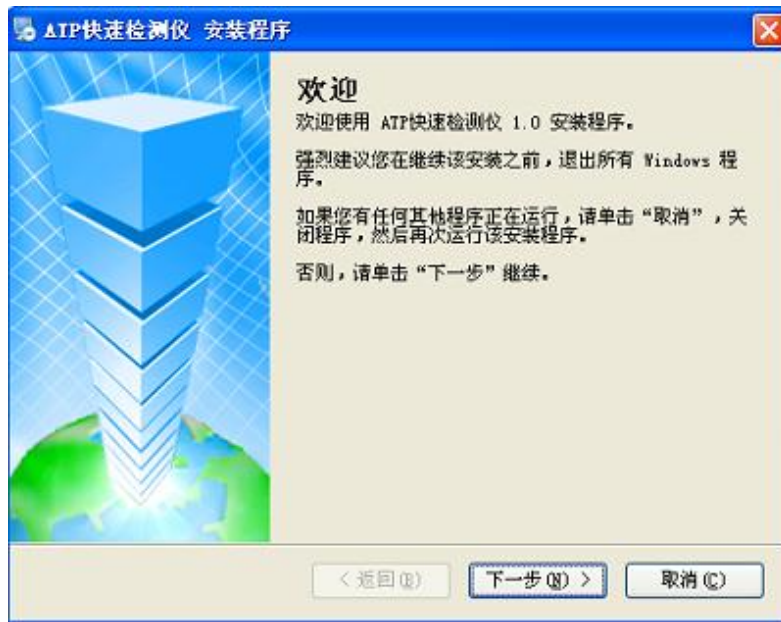 ATP快速检测仪 安装程序
欢迎
欢迎使用 ATP快速检测仪 1.0 安装程序。
强烈建议您在继续该安装之前，退出所有 Windows 程
序。
如果您有任何其他程序正在运行，请单击“取消”，关
闭程序，然后再次运行该安装程序。
否则，请单击“下一步”继续。
< 返回(B)
下一步(N) >
取消(C)